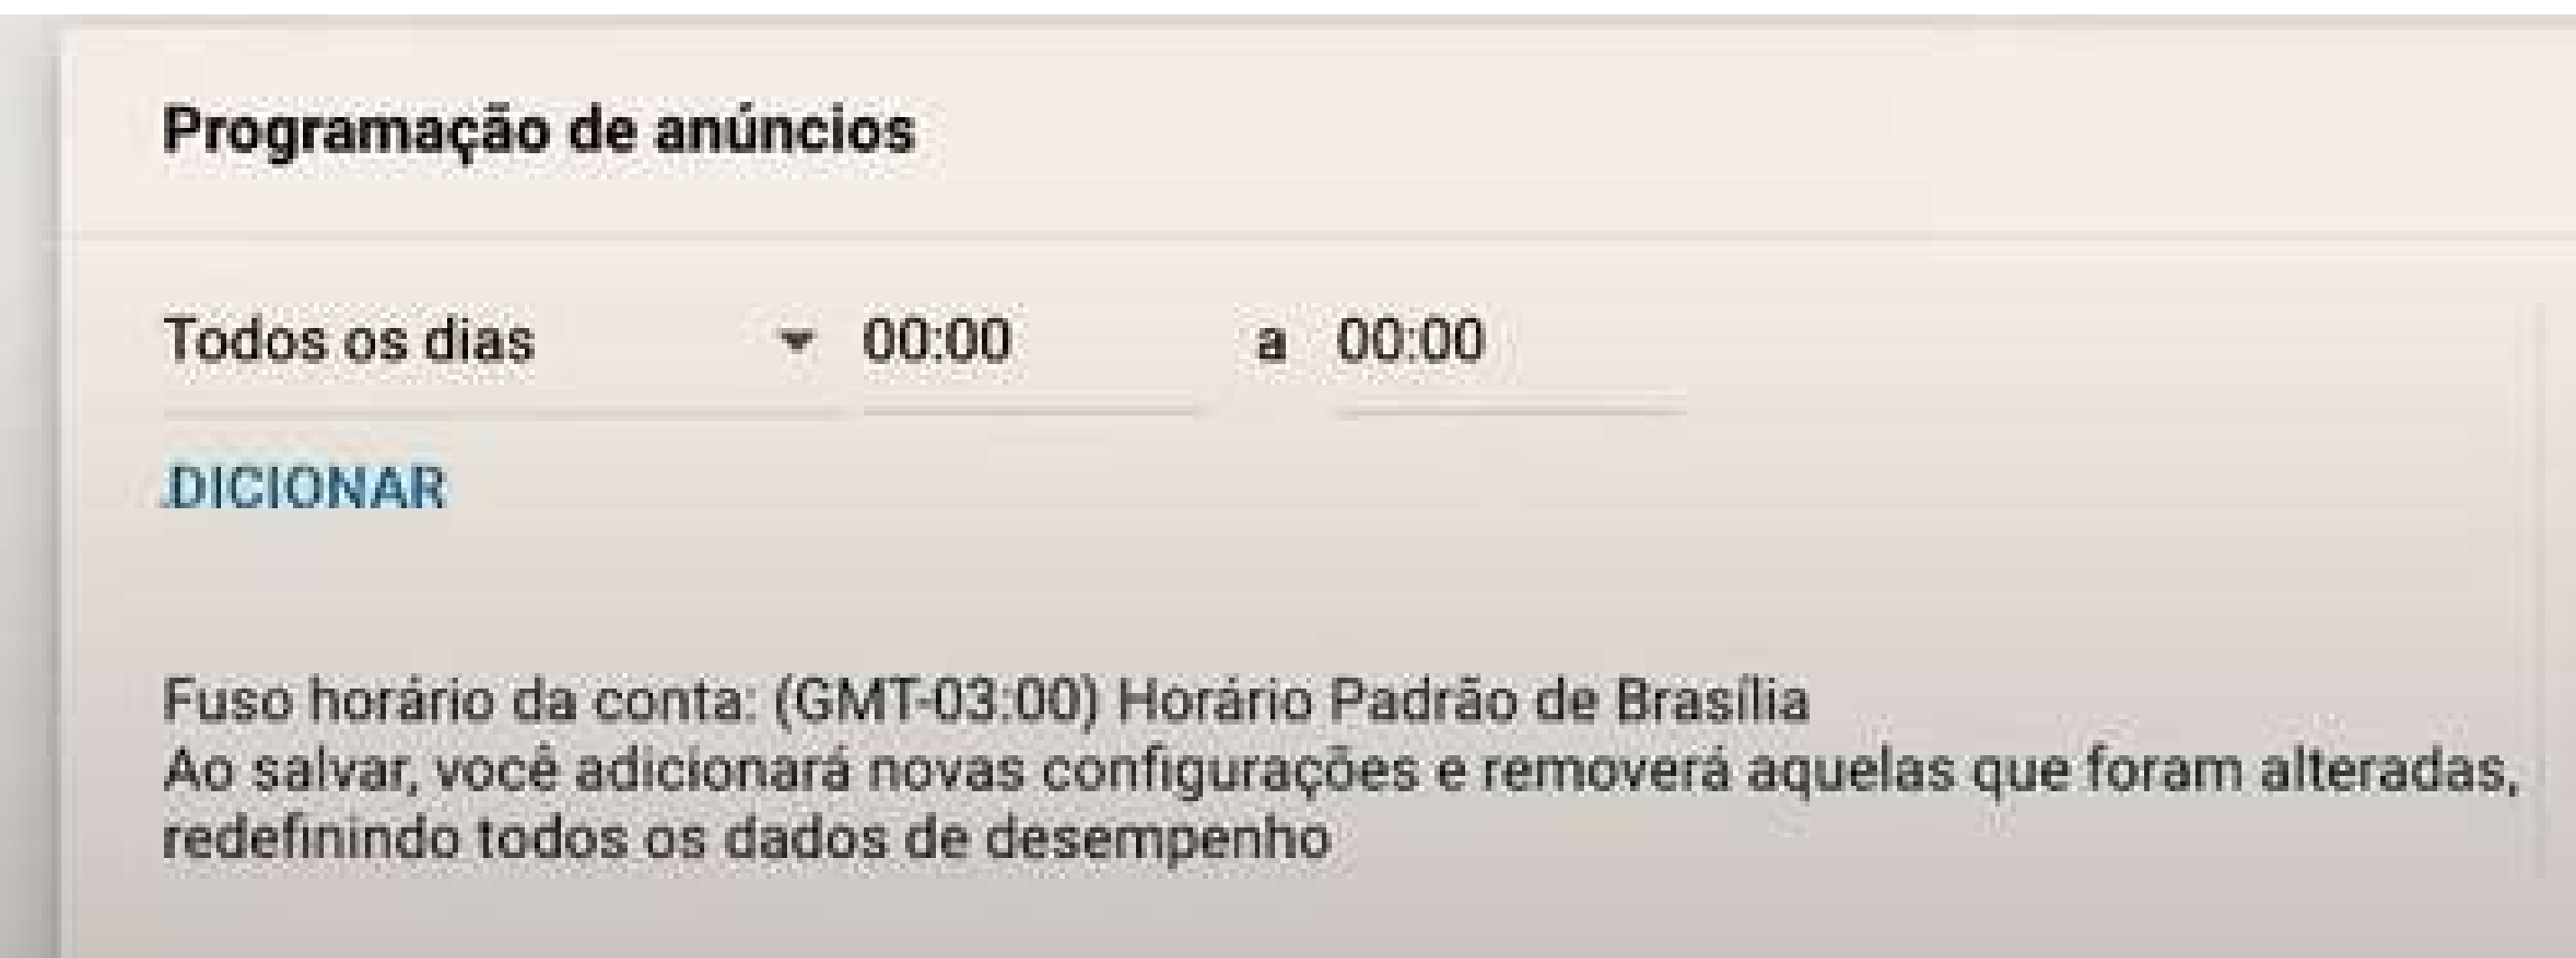 Programação de anúncios
Todos os dias 00:00 a 00:00
DICIONAR
Fuso horário da conta: (GMT-03:00) Horário Padrão de Brasília
Ao salvar, você adicionará novas configurações e removerá aquelas que foram alteradas,
redefinindo todos os dados de desempenho